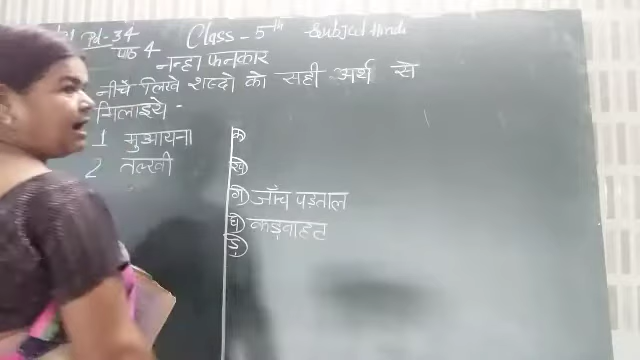 Pd-34 Class-5th Subject Hindi
पाठ 4
नन्हा फनकार
नीचे लिखे शब्दो को सही अर्थ से
मिलाइये -
1 मुआयना
2 तल्खी
क
ख
ग जाँच पड़ताल
घ कड़वाहट
ङ